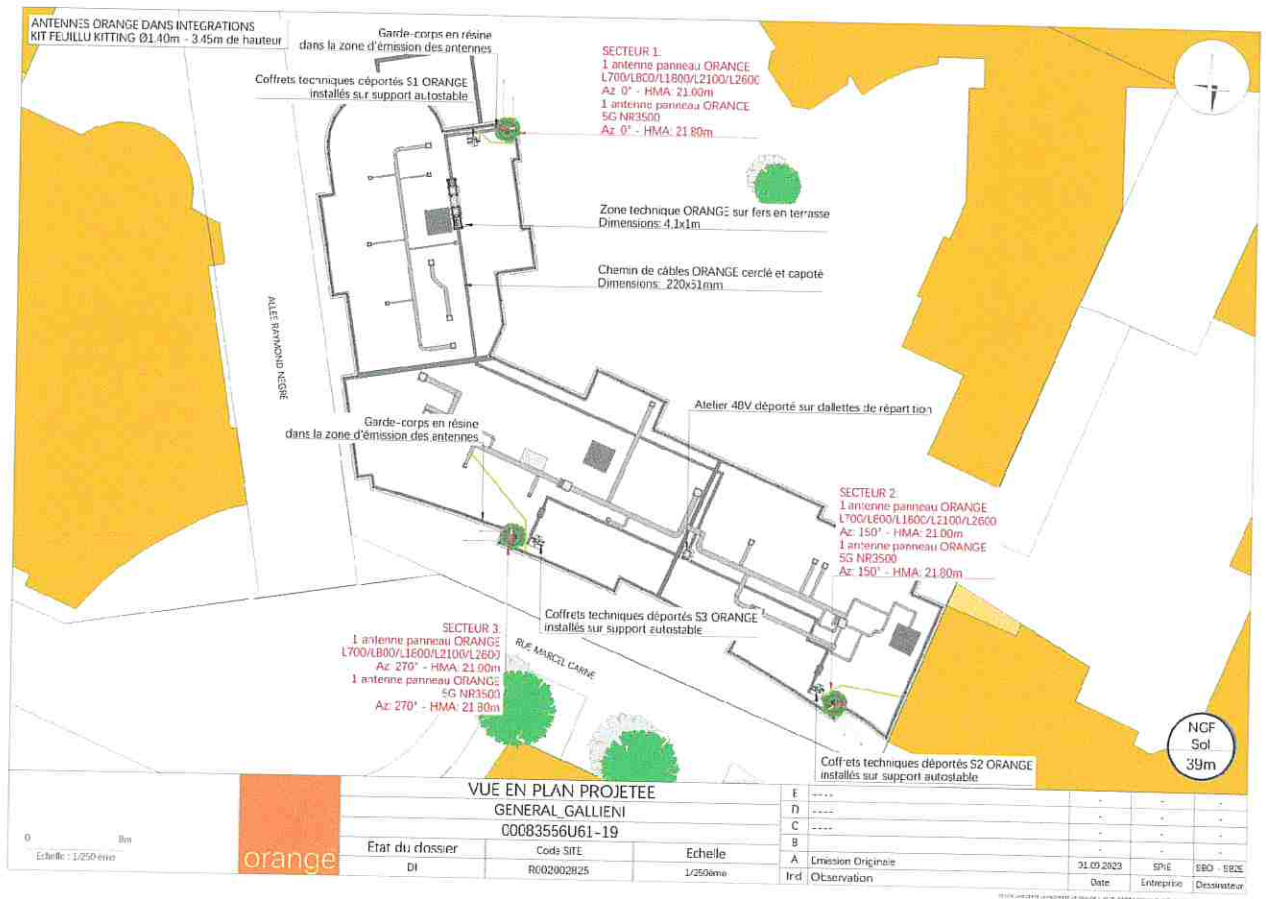 ANTENNES ORANGE DANS INTEGRATIONS
KIT FEUILLU KITTING Ø1.40m - 3.45m de hauteur
Garde-corps en résine
dans la zone d'émission des antennes
Coffrets techniques déportés S1 ORANGE
installés sur support autostable
SECTEUR 1:
1 antenne panneau ORANGE
L700/L800/L1800/L2100/L2600
Az: 0° - HMA: 21.00m
1 antenne panneau ORANGE
5G NR3500
Az: 0° - HMA: 21.80m
Zone technique ORANGE sur fers en terrasse
Dimensions: 4.1x1m
Chemin de câbles ORANGE cerclé et capoté
Dimensions: 220x51mm
ALLEE RAYMOND NEGRE
Atelier 48V déporté sur dallettes de répartition
Garde-corps en résine
dans la zone d'émission des antennes
SECTEUR 2:
1 antenne panneau ORANGE
L700/L800/L1800/L2100/L2600
Az: 150° - HMA: 21.00m
1 antenne panneau ORANGE
5G NR3500
Az: 150° - HMA: 21.80m
Coffrets techniques déportés S3 ORANGE
installés sur support autostable
SECTEUR 3:
1 antenne panneau ORANGE
L700/L800/L1800/L2100/L2600
Az: 270° - HMA: 21.00m
1 antenne panneau ORANGE
5G NR3500
Az: 270° - HMA: 21.80m
RUE MARCEL CARNE
Coffrets techniques déportés S2 ORANGE
installés sur support autostable
NGF
Sol
39m
0 8m
Echelle : 1/250 ème
orange
VUE EN PLAN PROJETEE
GENERAL_GALLIENI
00083556U61-19
Etat du dossier Code SITE Echelle
DI R002002825 1/250ème
E ---- - - -
D ---- - - -
C ---- - - -
B - - -
A Emission Originale 31.03.2023 SPIE
Ind Observation Date Entreprise Dessinateur